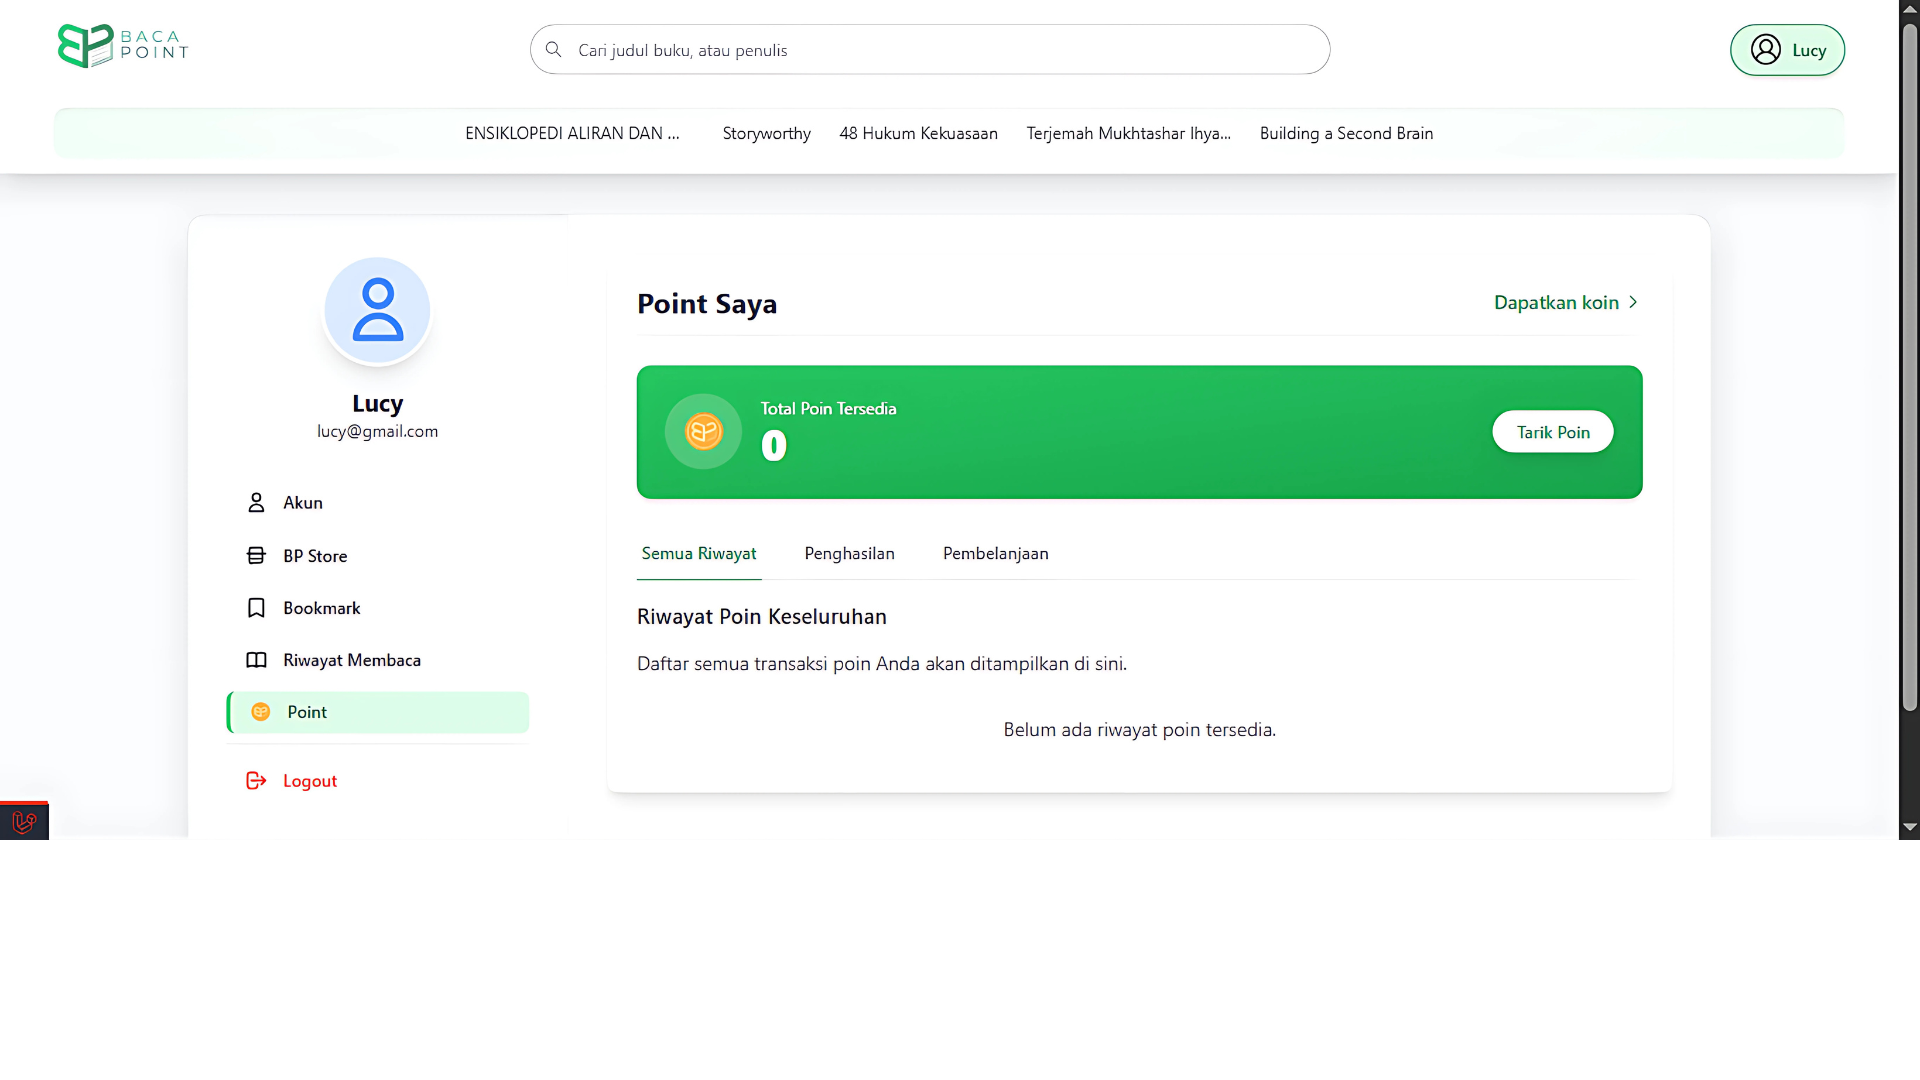 BACA
POINT
Cari judul buku, atau penulis
Lucy
ENSIKLOPEDI ALIRAN DAN ... Storyworthy 48 Hukum Kekuasaan Terjemah Mukhtashar Ihya... Building a Second Brain
Lucy
lucy@gmail.com
Akun
BP Store
Bookmark
Riwayat Membaca
Point
Logout
Point Saya
Dapatkan koin
Total Poin Tersedia
0
Tarik Poin
Semua Riwayat Penghasilan Pembelanjaan
Riwayat Poin Keseluruhan
Daftar semua transaksi poin Anda akan ditampilkan di sini.
Belum ada riwayat poin tersedia.